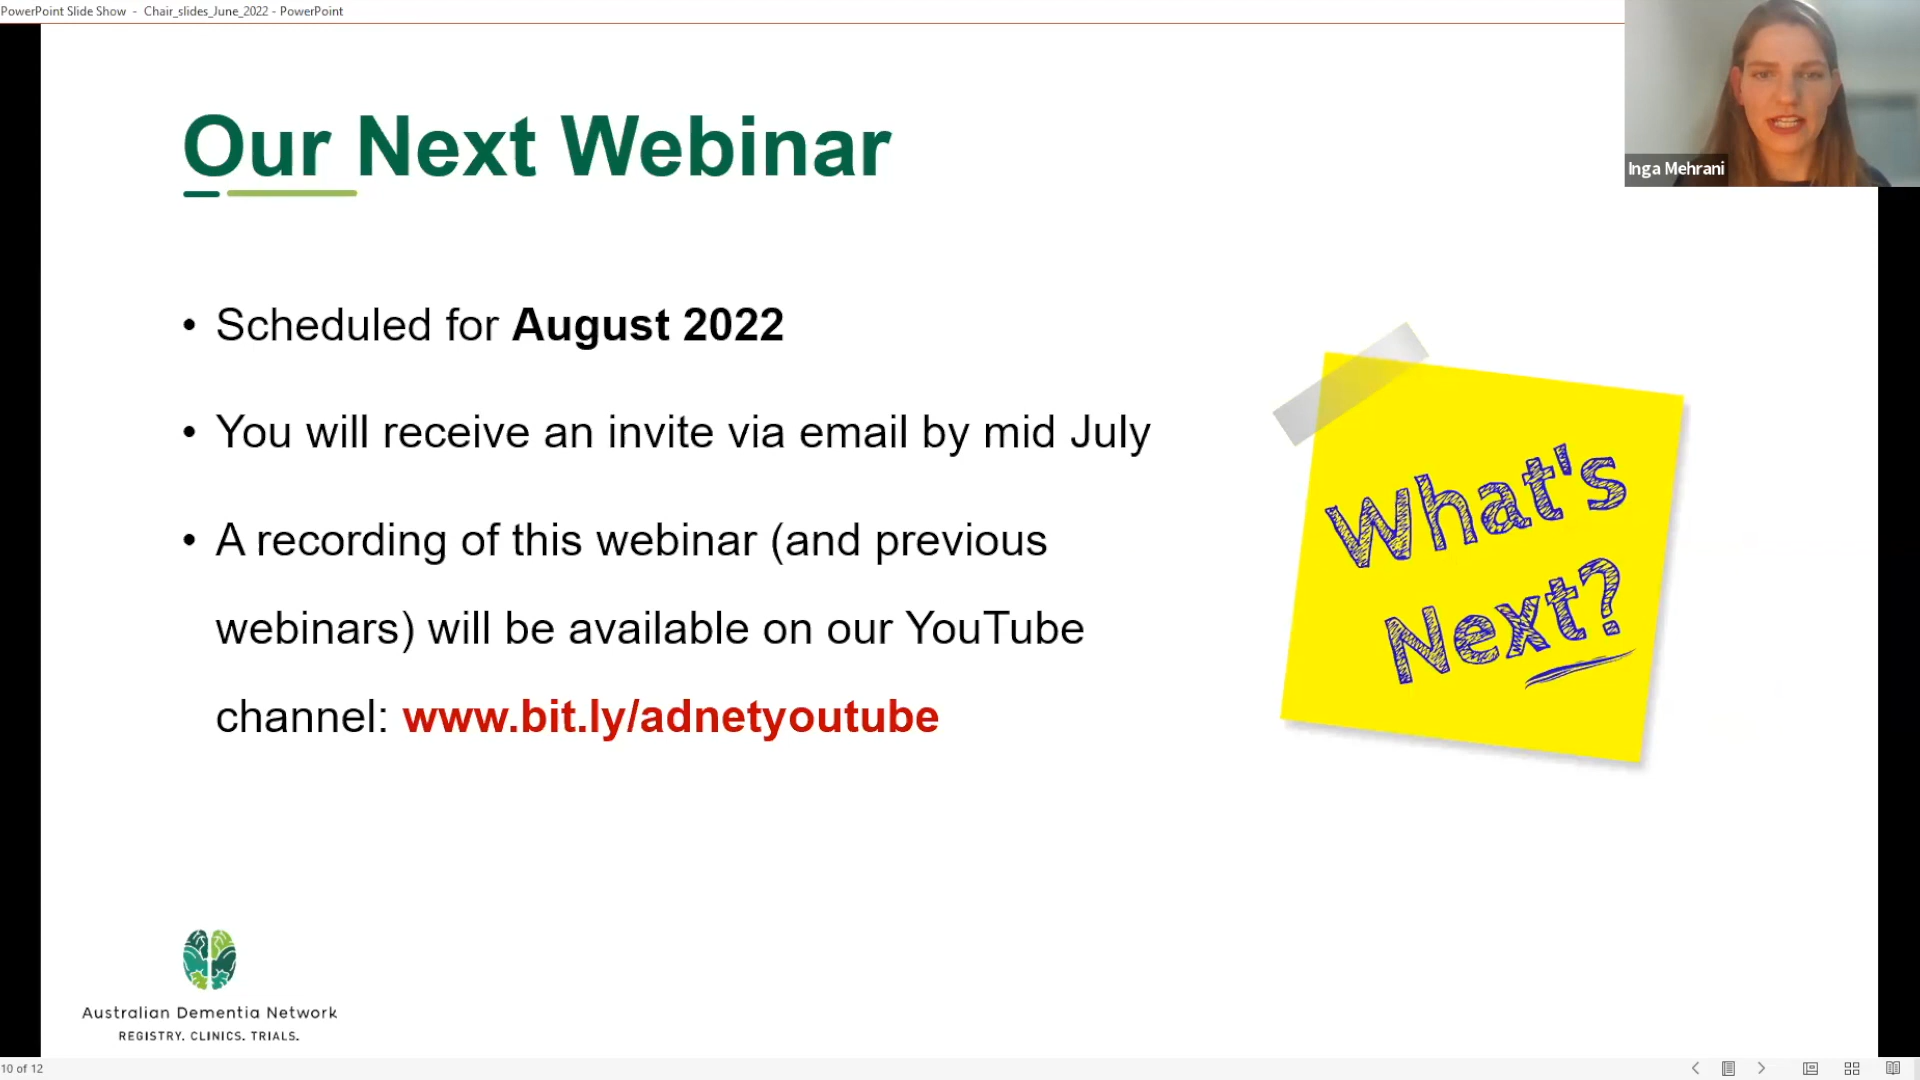 PowerPoint Slide Show - Chair_slides_June_2022 - PowerPoint
Inga Mehrani
Our Next Webinar
• Scheduled for August 2022
• You will receive an invite via email by mid July
• A recording of this webinar (and previous
webinars) will be available on our YouTube
channel: www.bit.ly/adnetyoutube
What's
Next?
Australian Dementia Network
REGISTRY. CLINICS. TRIALS.
10 of 12